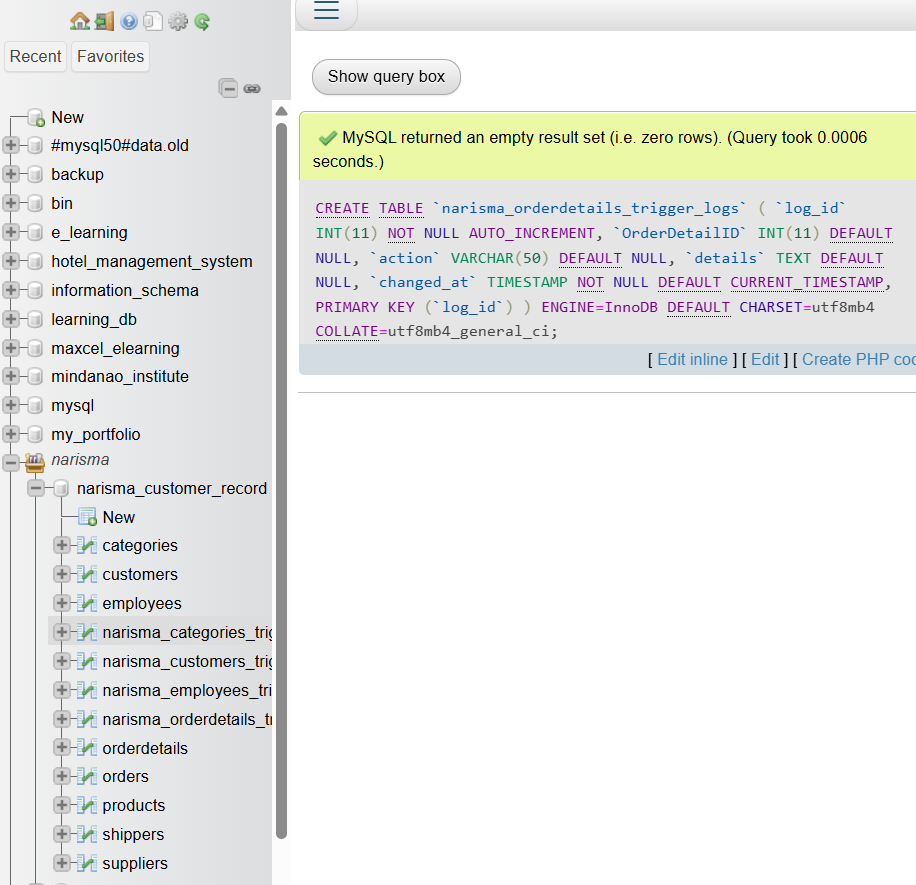 Recent Favorites
New
#mysql50#data.old
backup
bin
e_learning
hotel_management_system
information_schema
learning_db
maxcel_elearning
mindanao_institute
mysql
my_portfolio
narisma
narisma_customer_record
New
categories
customers
employees
narisma_categories_trig
narisma_customers_trig
narisma_employees_tri
narisma_orderdetails_t
orderdetails
orders
products
shippers
suppliers
Show query box
MySQL returned an empty result set (i.e. zero rows). (Query took 0.0006
seconds.)
CREATE TABLE `narisma_orderdetails_trigger_logs` ( `log_id`
INT(11) NOT NULL AUTO_INCREMENT, `OrderDetailID` INT(11) DEFAULT
NULL, `action` VARCHAR(50) DEFAULT NULL, `details` TEXT DEFAULT
NULL, `changed_at` TIMESTAMP NOT NULL DEFAULT CURRENT_TIMESTAMP,
PRIMARY KEY (`log_id`) ) ENGINE=InnoDB DEFAULT CHARSET=utf8mb4
COLLATE=utf8mb4_general_ci;
[ Edit inline ] [ Edit ] [ Create PHP coc